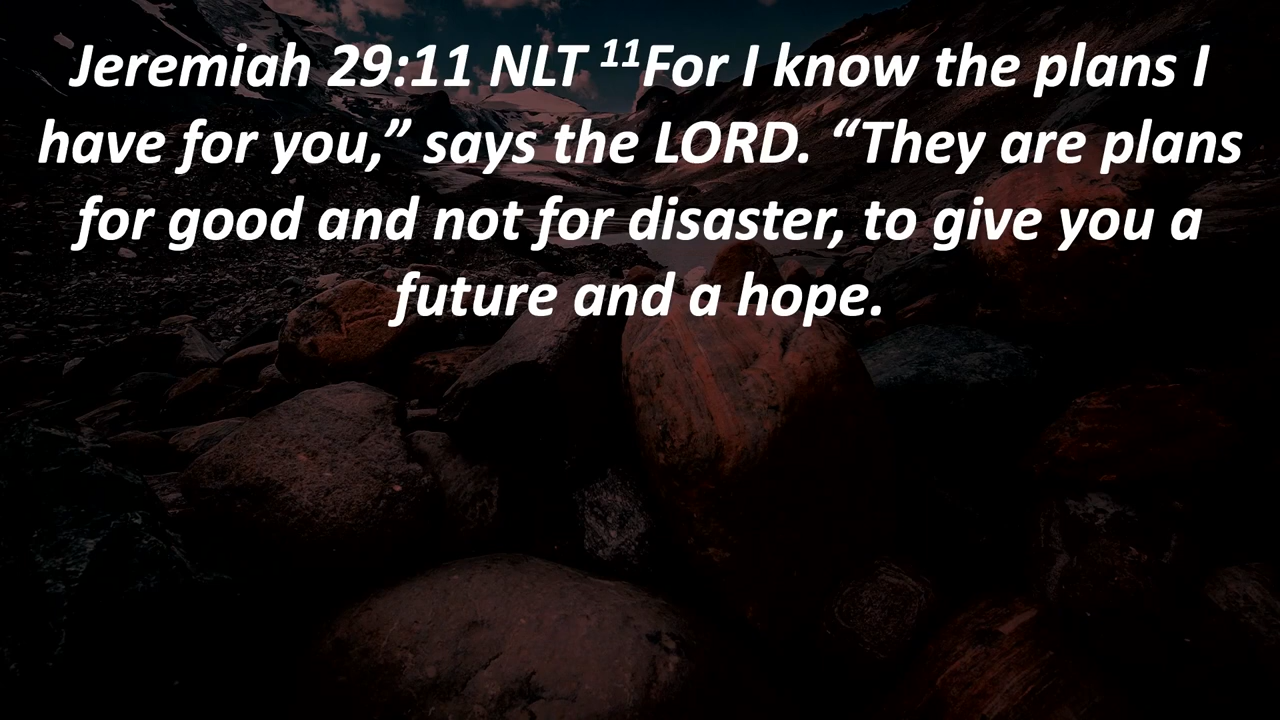 Jeremiah 29:11 NLT ¹¹For I know the plans I
have for you,” says the LORD. “They are plans
for good and not for disaster, to give you a
future and a hope.